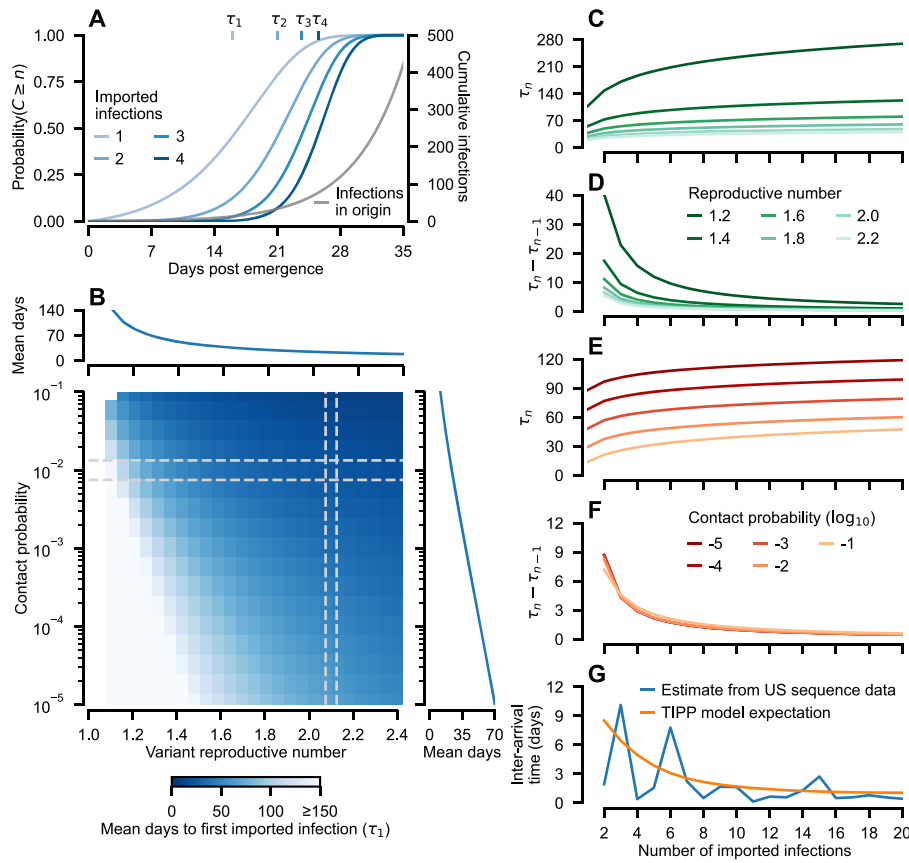 A
τ1 τ2 τ3 τ4
Probability(C ≥ n)
1.00
0.75
0.50
0.25
0.00
Imported
infections
1 3
2 4
Infections
in origin
500
400
300
200
100
0
Cumulative infections
0 7 14 21 28 35
Days post emergence
B
Mean days
140
70
0
Contact probability
10⁻¹
10⁻²
10⁻³
10⁻⁴
10⁻⁵
1.0 1.2 1.4 1.6 1.8 2.0 2.2 2.4
Variant reproductive number
0 35 70
Mean days
0 50 100 ≥150
Mean days to first imported infection (τ1)
C
τn
280
210
140
70
0
D
τn − τn−1
40
30
20
10
0
Reproductive number
1.2 1.6 2.0
1.4 1.8 2.2
E
τn
120
90
60
30
0
F
τn − τn−1
12
9
6
3
0
Contact probability (log10)
-5 -3 -1
-4 -2
G
Inter-arrival
time (days)
12
9
6
3
0
Estimate from US sequence data
TIPP model expectation
2 4 6 8 10 12 14 16 18 20
Number of imported infections